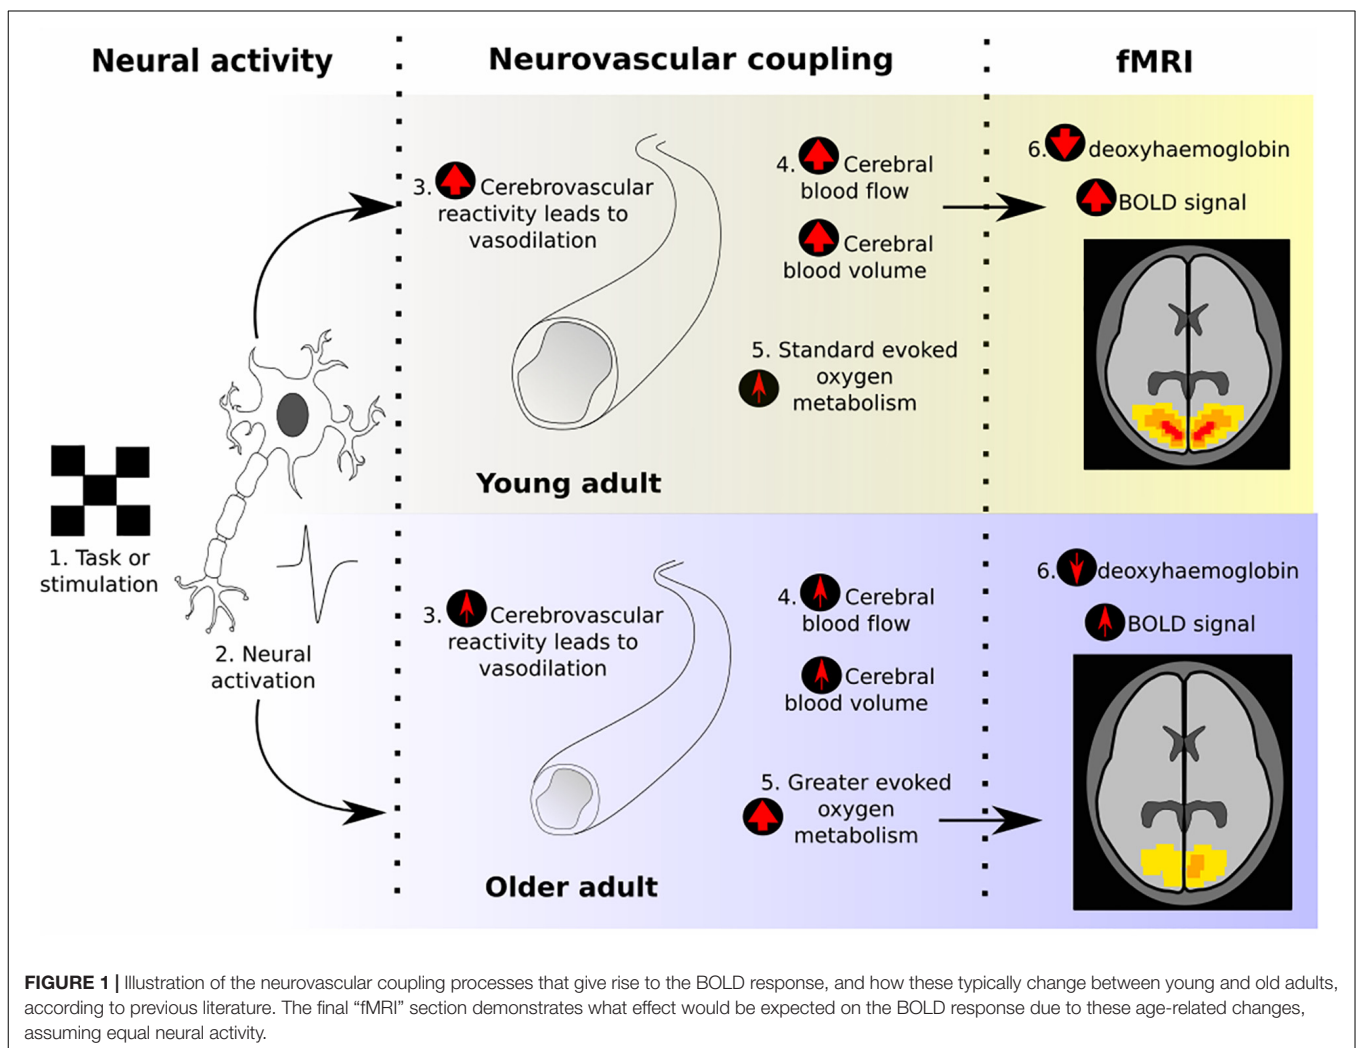 Neural activity
Neurovascular coupling
fMRI
1. Task or
stimulation
2. Neural
activation
3. Cerebrovascular
reactivity leads to
vasodilation
4. Cerebral
blood flow
Cerebral
blood volume
5. Standard evoked
oxygen
metabolism
Young adult
6. deoxyhaemoglobin
BOLD signal
3. Cerebrovascular
reactivity leads to
vasodilation
4. Cerebral
blood flow
Cerebral
blood volume
5. Greater evoked
oxygen
metabolism
Older adult
6. deoxyhaemoglobin
BOLD signal
FIGURE 1 | Illustration of the neurovascular coupling processes that give rise to the BOLD response, and how these typically change between young and old adults,
according to previous literature. The final “fMRI” section demonstrates what effect would be expected on the BOLD response due to these age-related changes,
assuming equal neural activity.